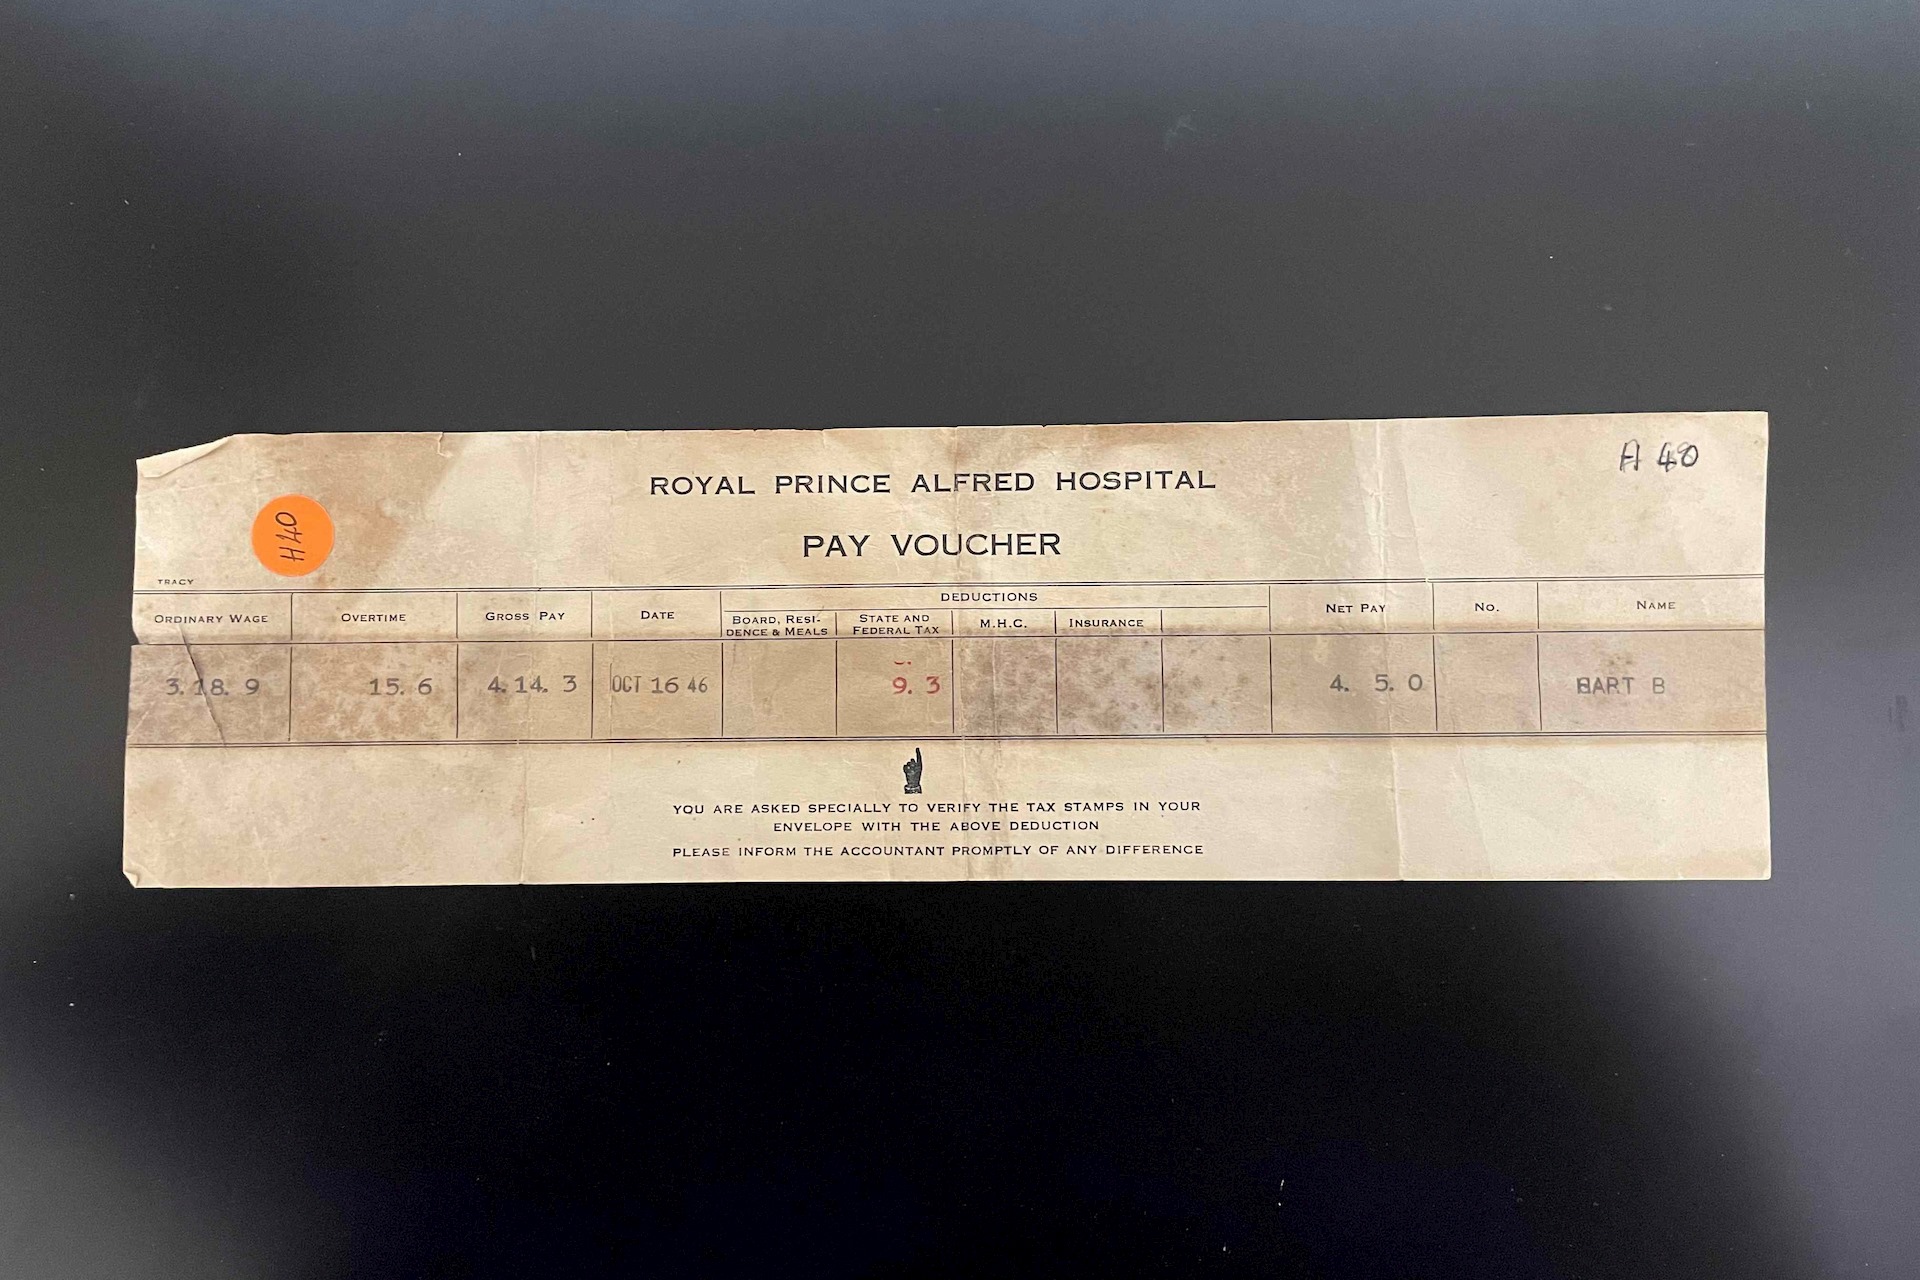 A 40
ROYAL PRINCE ALFRED HOSPITAL
H40
PAY VOUCHER
TRACY
ORDINARY WAGE OVERTIME GROSS PAY DATE DEDUCTIONS NET PAY No. NAME
BOARD, RESI-DENCE & MEALS STATE AND FEDERAL TAX M.H.C. INSURANCE
3.18. 9 15. 6 4.14. 3 OCT 16 46 9. 3 4. 5. 0 B
YOU ARE ASKED SPECIALLY TO VERIFY THE TAX STAMPS IN YOUR
ENVELOPE WITH THE ABOVE DEDUCTION
PLEASE INFORM THE ACCOUNTANT PROMPTLY OF ANY DIFFERENCE